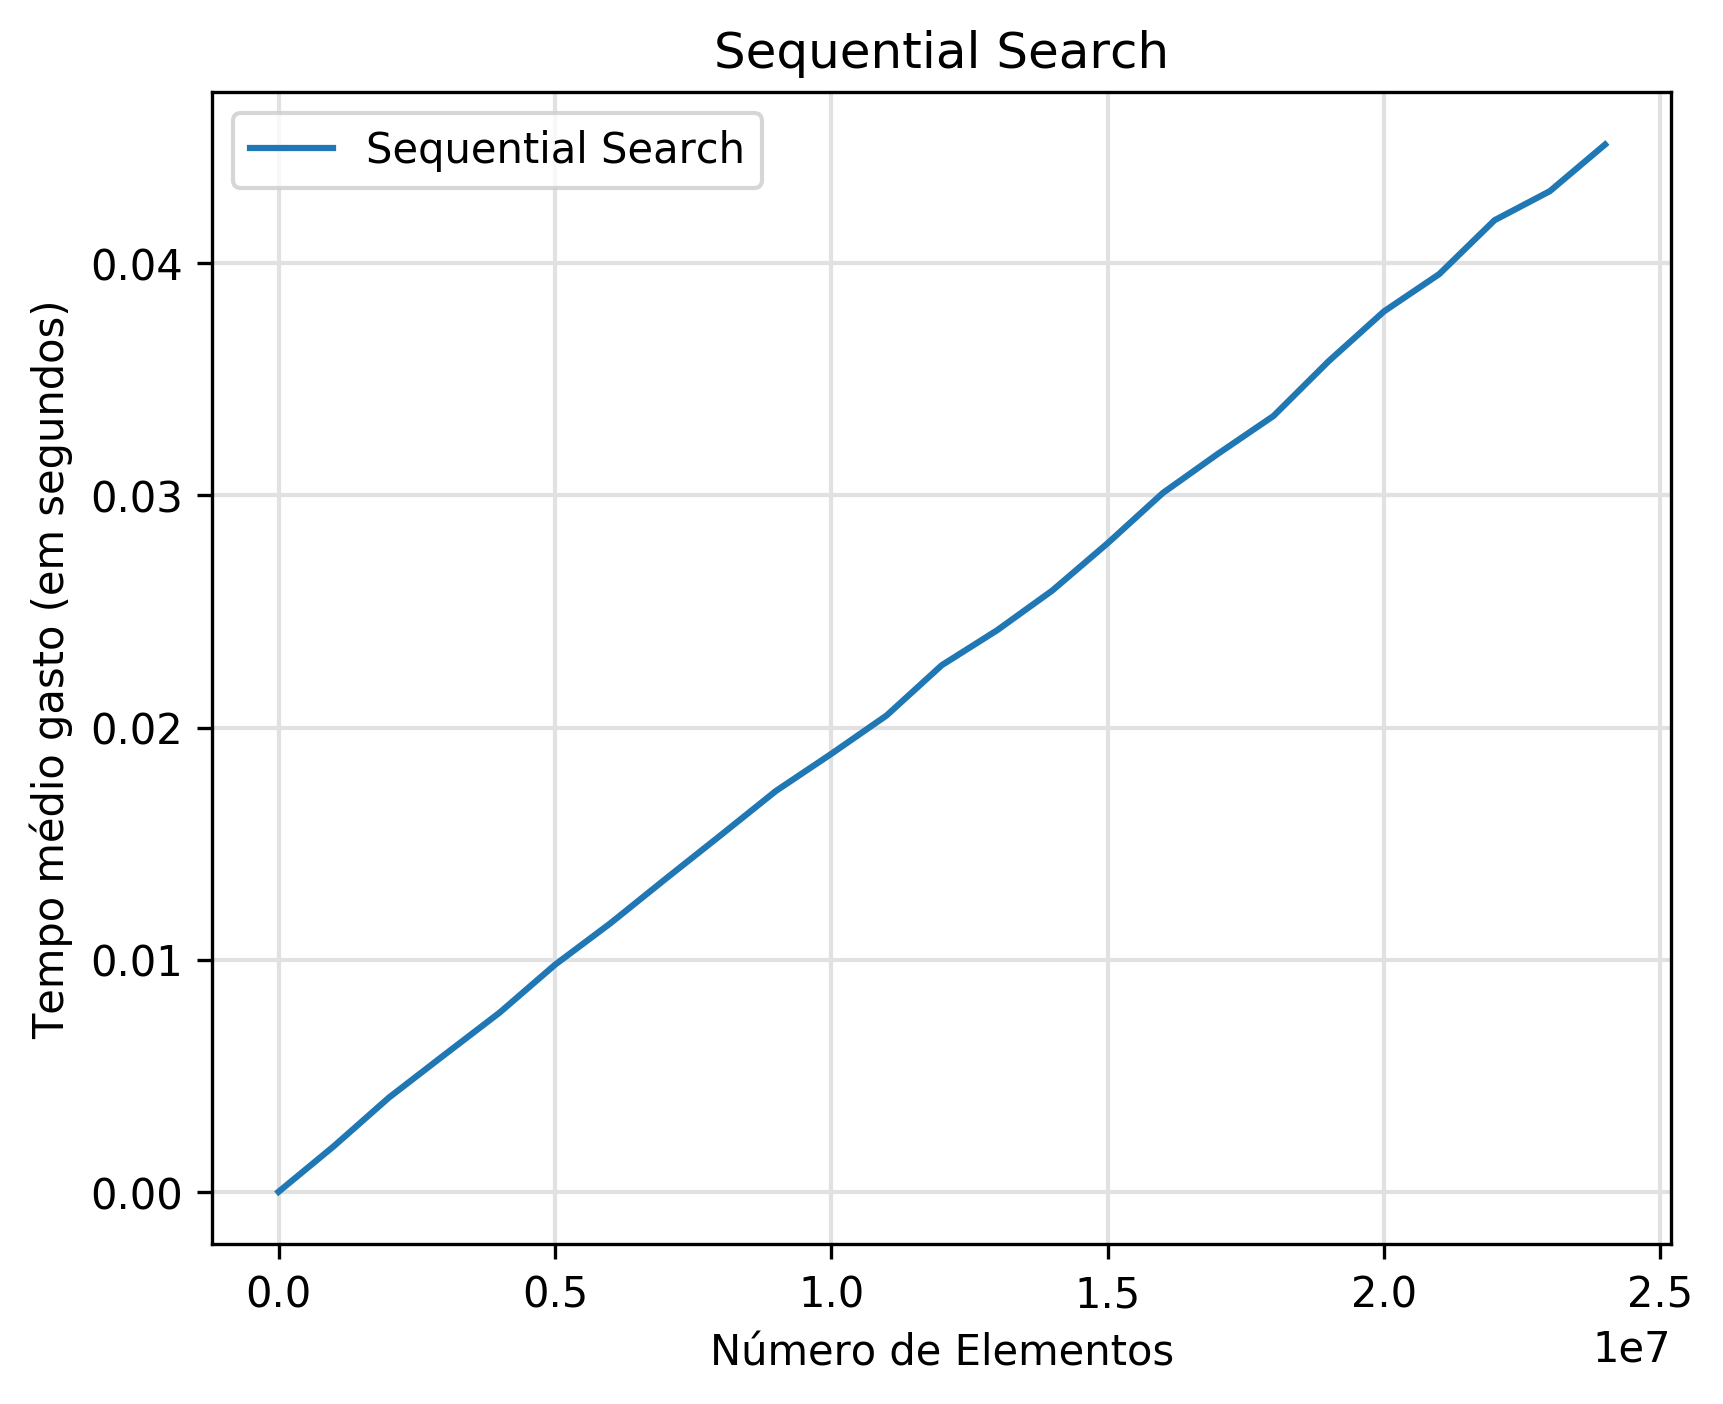 Sequential Search
Sequential Search
Tempo médio gasto (em segundos)
0.04
0.03
0.02
0.01
0.00
0.0 0.5 1.0 1.5 2.0 2.5
1e7
Número de Elementos